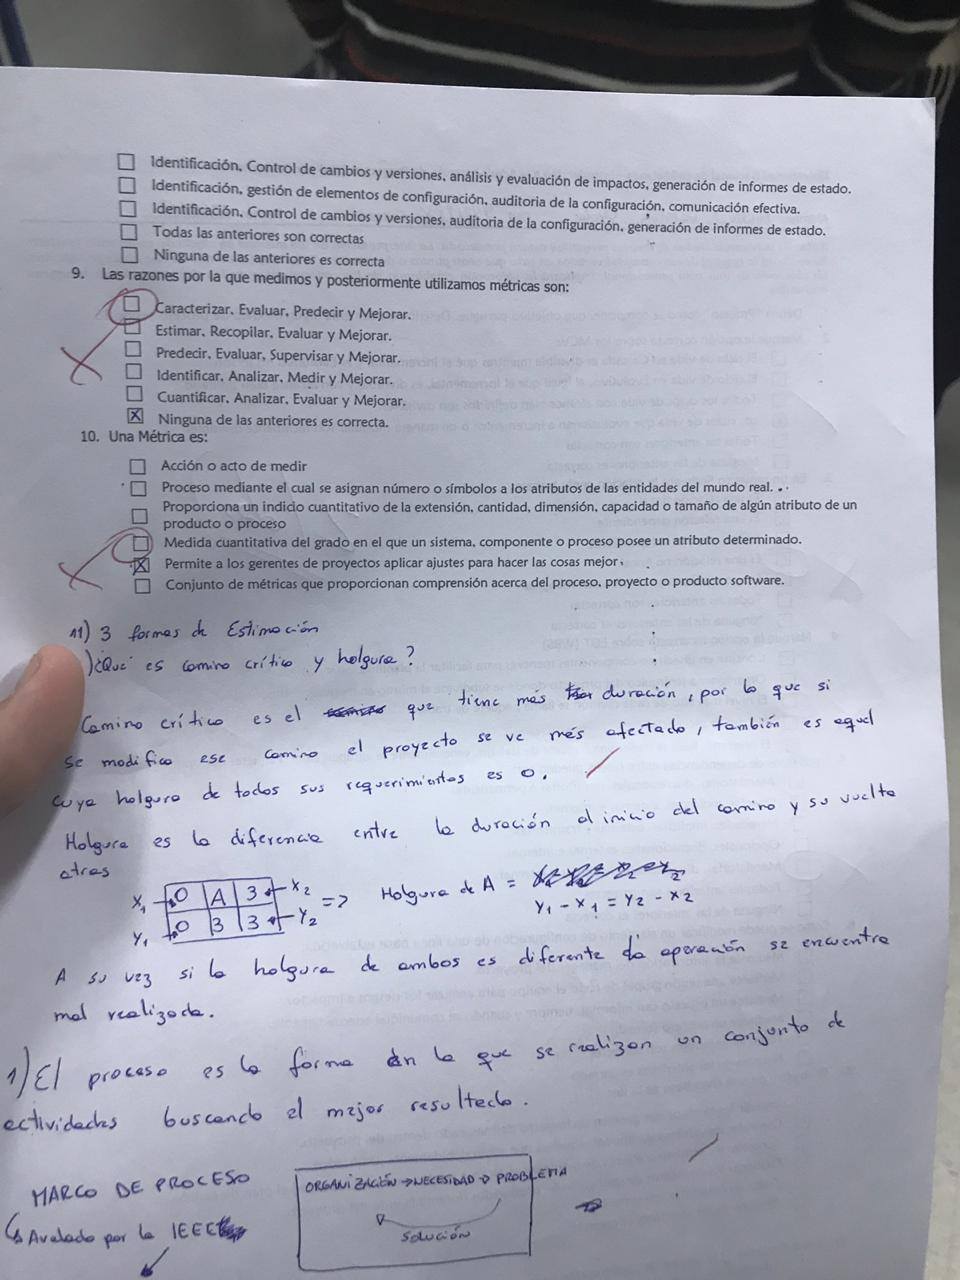 Identificación, Control de cambios y versiones, análisis y evaluación de impactos, generación de informes de estado.
Identificación, gestión de elementos de configuración, auditoria de la configuración, comunicación efectiva.
Identificación, Control de cambios y versiones, auditoria de la configuración, generación de informes de estado.
Todas las anteriores son correctas
Ninguna de las anteriores es correcta
9. Las razones por la que medimos y posteriormente utilizamos métricas son:
Caracterizar, Evaluar, Predecir y Mejorar.
Estimar, Recopilar, Evaluar y Mejorar.
Predecir, Evaluar, Supervisar y Mejorar.
Identificar, Analizar, Medir y Mejorar.
Cuantificar, Analizar, Evaluar y Mejorar.
X Ninguna de las anteriores es correcta.
10. Una Métrica es:
Acción o acto de medir
Proceso mediante el cual se asignan número o símbolos a los atributos de las entidades del mundo real.
Proporciona un indicio cuantitativo de la extensión, cantidad, dimensión, capacidad o tamaño de algún atributo de un
producto o proceso
Medida cuantitativa del grado en el que un sistema, componente o proceso posee un atributo determinado.
X Permite a los gerentes de proyectos aplicar ajustes para hacer las cosas mejor
Conjunto de métricas que proporcionan comprensión acerca del proceso, proyecto o producto software.
11) 3 formas de Estimación
) ¿Qué es camino crítico y holgura?
Camino crítico es el que tiene más duración, por lo que si
se modifica ese camino el proyecto se ve más afectado, también es aquel
cuya holgura de todos sus requerimientos es 0.
Holgura es la diferencia entre la duración al inicio del camino y su vuelta
atras
X1 → 0 | A | 3 ← X2 => Holgura de A =
Y1 → 0 | 3 | 3 ← Y2 Y1 - X1 = Y2 - X2
A su vez si la holgura de ambos es diferente la operación se encuentra
mal realizada.
1) El proceso es la forma en la que se realizan un conjunto de
actividades buscando el mejor resultado.
MARCO DE PROCESO
ORGANIZACIÓN → NECESIDAD → PROBLEMA
Avalado por la IEEE
SOLUCIÓN